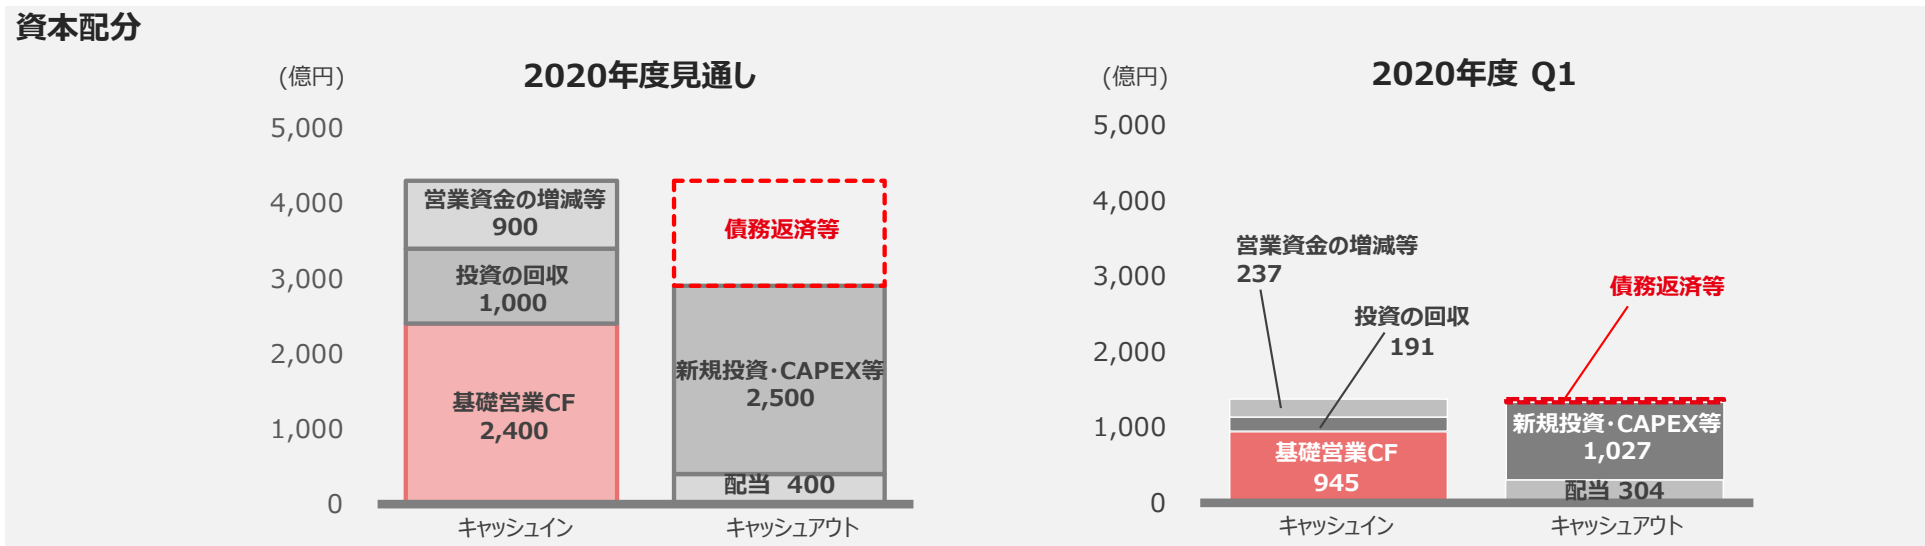 資本配分
(億円)
2020年度見通し
5,000
4,000
3,000
2,000
1,000
0
営業資金の増減等
900
投資の回収
1,000
基礎営業CF
2,400
債務返済等
新規投資・CAPEX等
2,500
配当 400
キャッシュイン
キャッシュアウト
(億円)
2020年度 Q1
5,000
4,000
3,000
2,000
1,000
0
営業資金の増減等
237
投資の回収
191
基礎営業CF
945
債務返済等
新規投資・CAPEX等
1,027
配当 304
キャッシュイン
キャッシュアウト